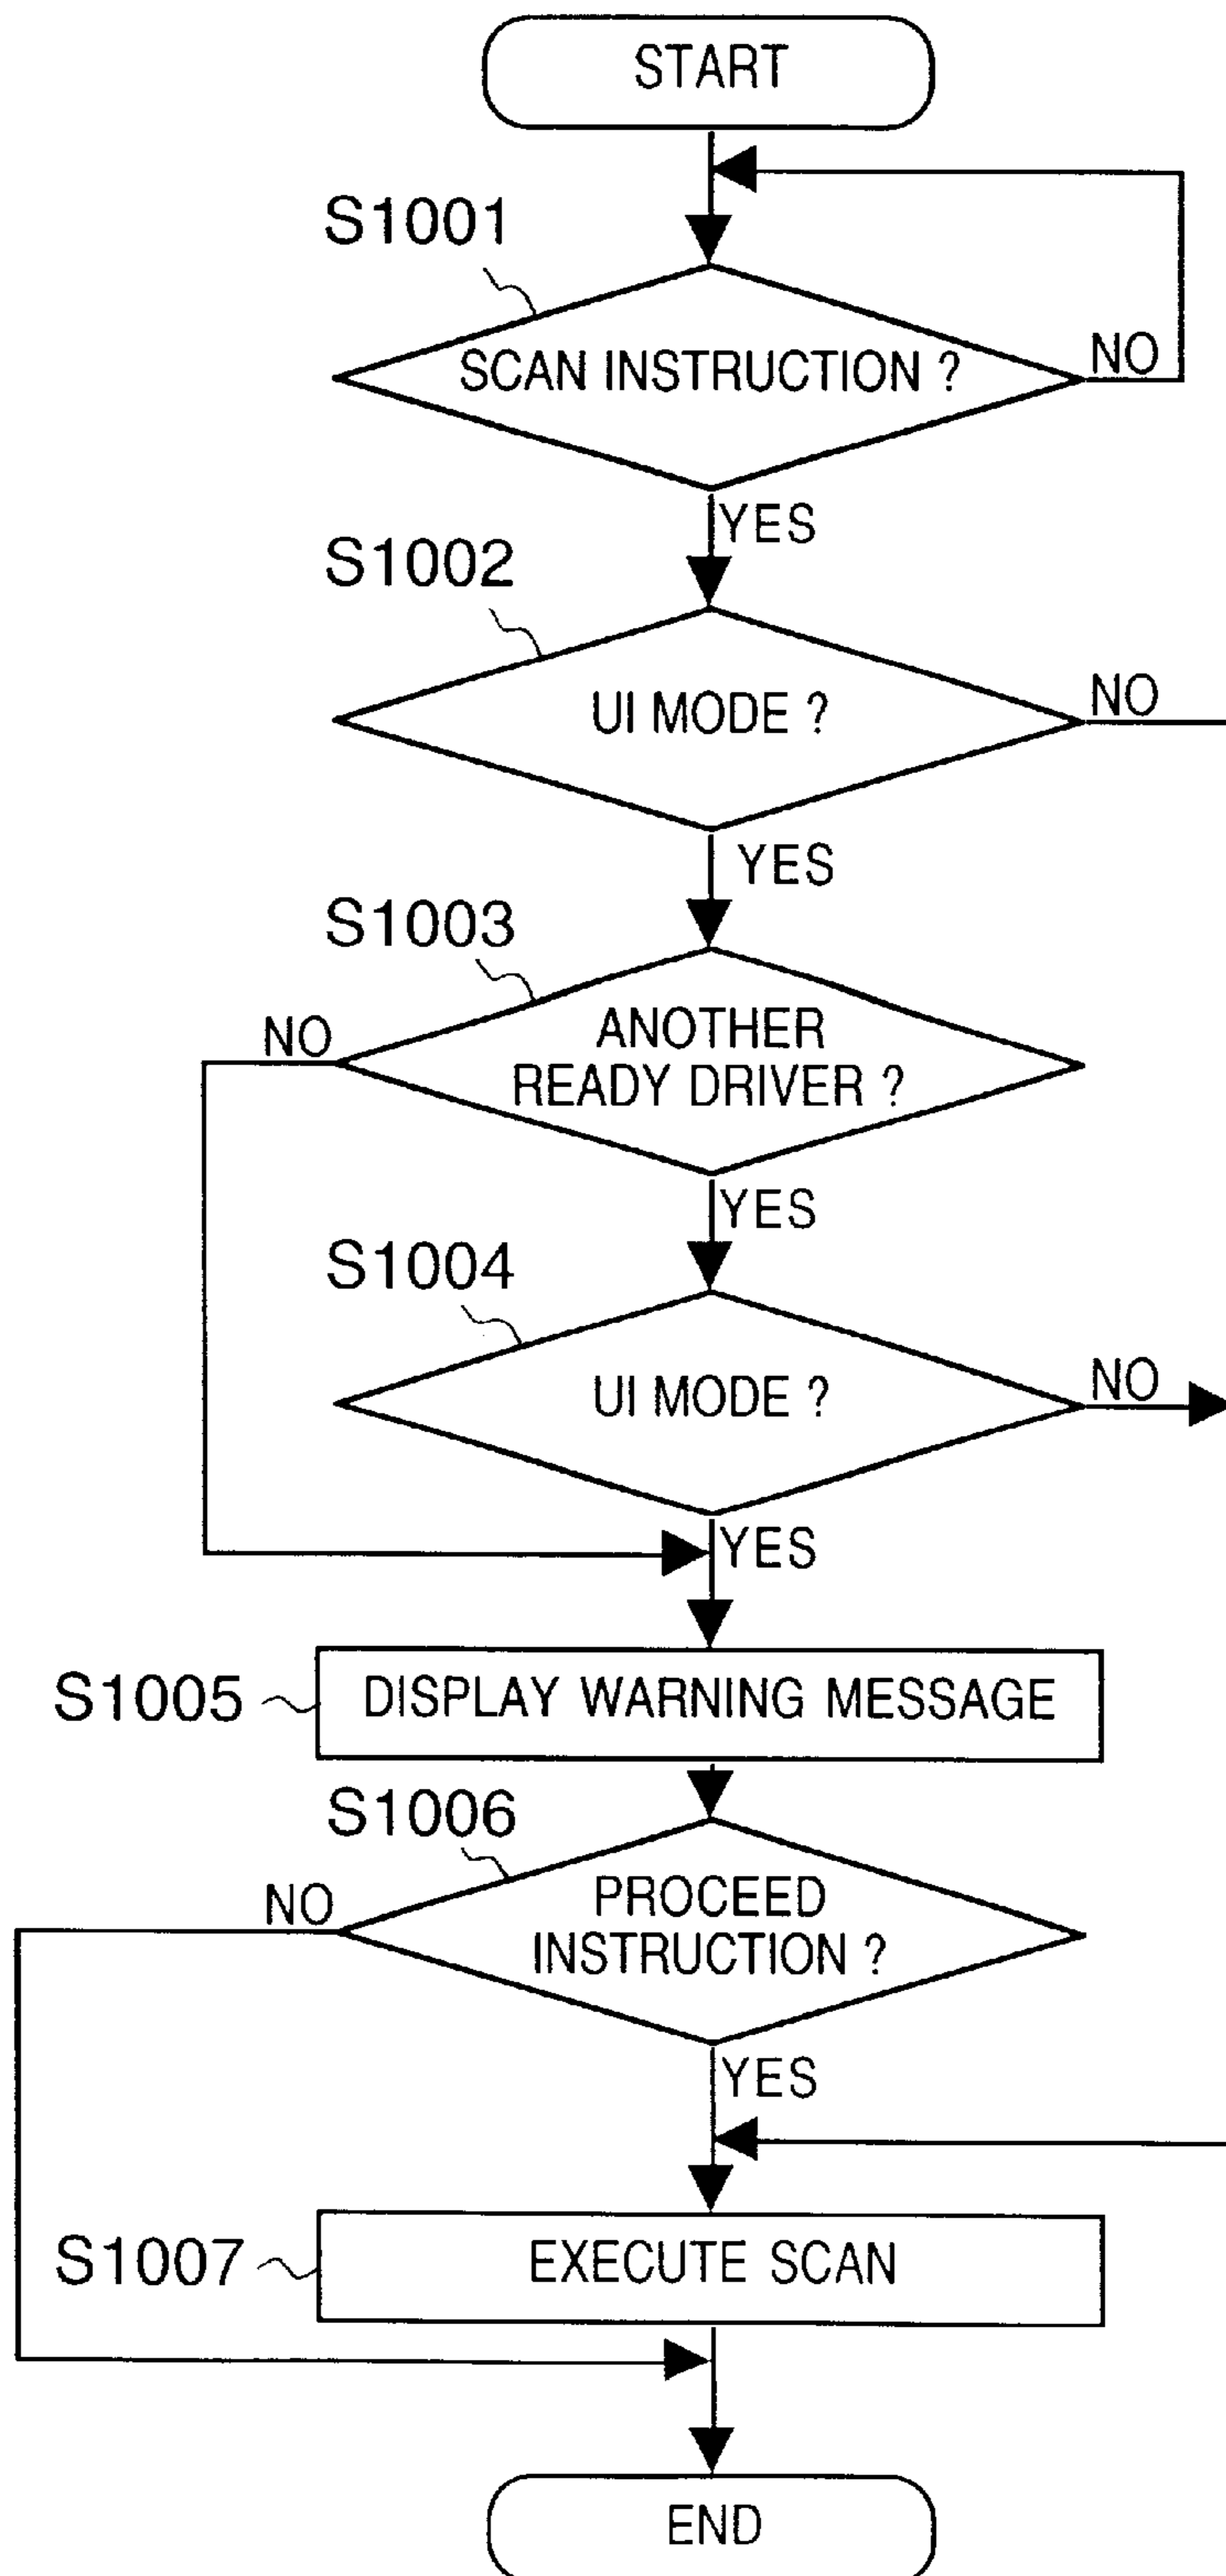 START
S1001
SCAN INSTRUCTION ?
NO
YES
S1002
UI MODE ?
NO
YES
S1003
NO
ANOTHER
READY DRIVER ?
YES
S1004
UI MODE ?
NO
YES
S1005
DISPLAY WARNING MESSAGE
S1006
NO
PROCEED
INSTRUCTION ?
YES
S1007
EXECUTE SCAN
END